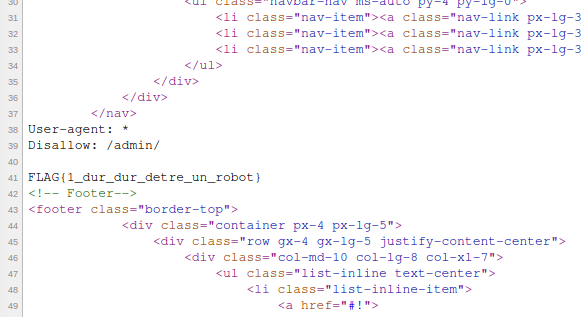 30 <ul class="navbar-nav ms-auto py-4 py-lg-0">
31 <li class="nav-item"><a class="nav-link px-lg-3
32 <li class="nav-item"><a class="nav-link px-lg-3
33 <li class="nav-item"><a class="nav-link px-lg-3
34 </ul>
35 </div>
36 </div>
37 </nav>
38 User-agent: *
39 Disallow: /admin/
40
41 FLAG{1_dur_dur_detre_un_robot}
42 <!-- Footer-->
43 <footer class="border-top">
44 <div class="container px-4 px-lg-5">
45 <div class="row gx-4 gx-lg-5 justify-content-center">
46 <div class="col-md-10 col-lg-8 col-xl-7">
47 <ul class="list-inline text-center">
48 <li class="list-inline-item">
49 <a href="#!">